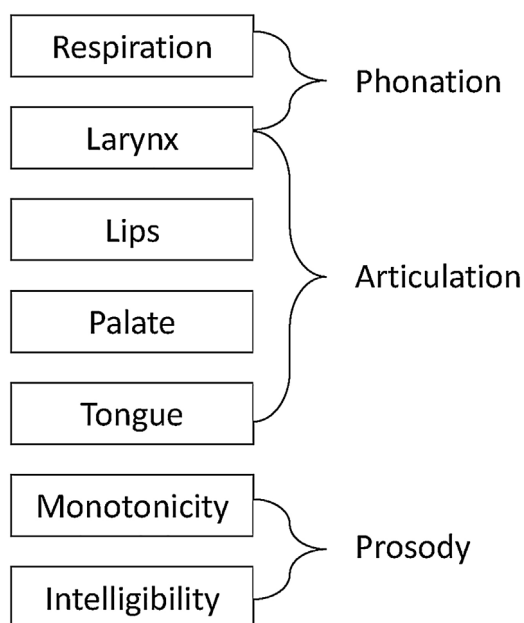 Respiration
Phonation
Larynx
Lips
Articulation
Palate
Tongue
Monotonicity
Prosody
Intelligibility